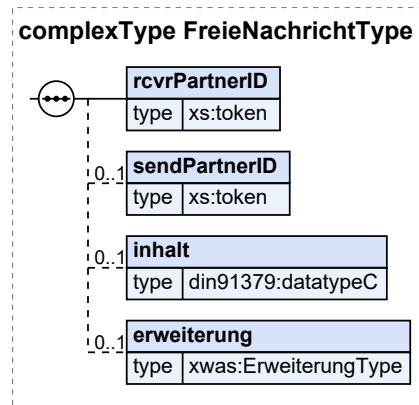 complexType FreieNachrichtType
rcvrPartnerID
type xs:token
0..1 sendPartnerID
type xs:token
0..1 inhalt
type din91379:datatypeC
0..1 erweiterung
type xwas:ErweiterungType